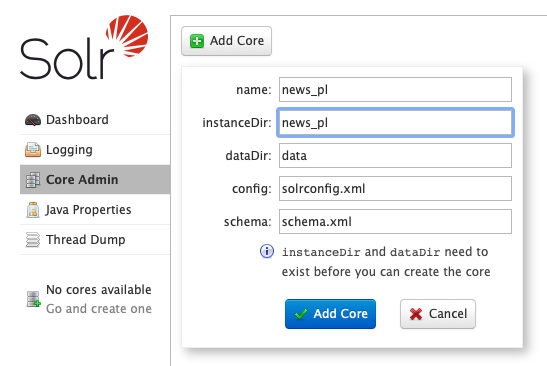 Solr
Dashboard
Logging
Core Admin
Java Properties
Thread Dump
No cores available
Go and create one
Add Core
name: news_pl
instanceDir: news_pl
dataDir: data
config: solrconfig.xml
schema: schema.xml
instanceDir and dataDir need to
exist before you can create the core
Add Core
Cancel